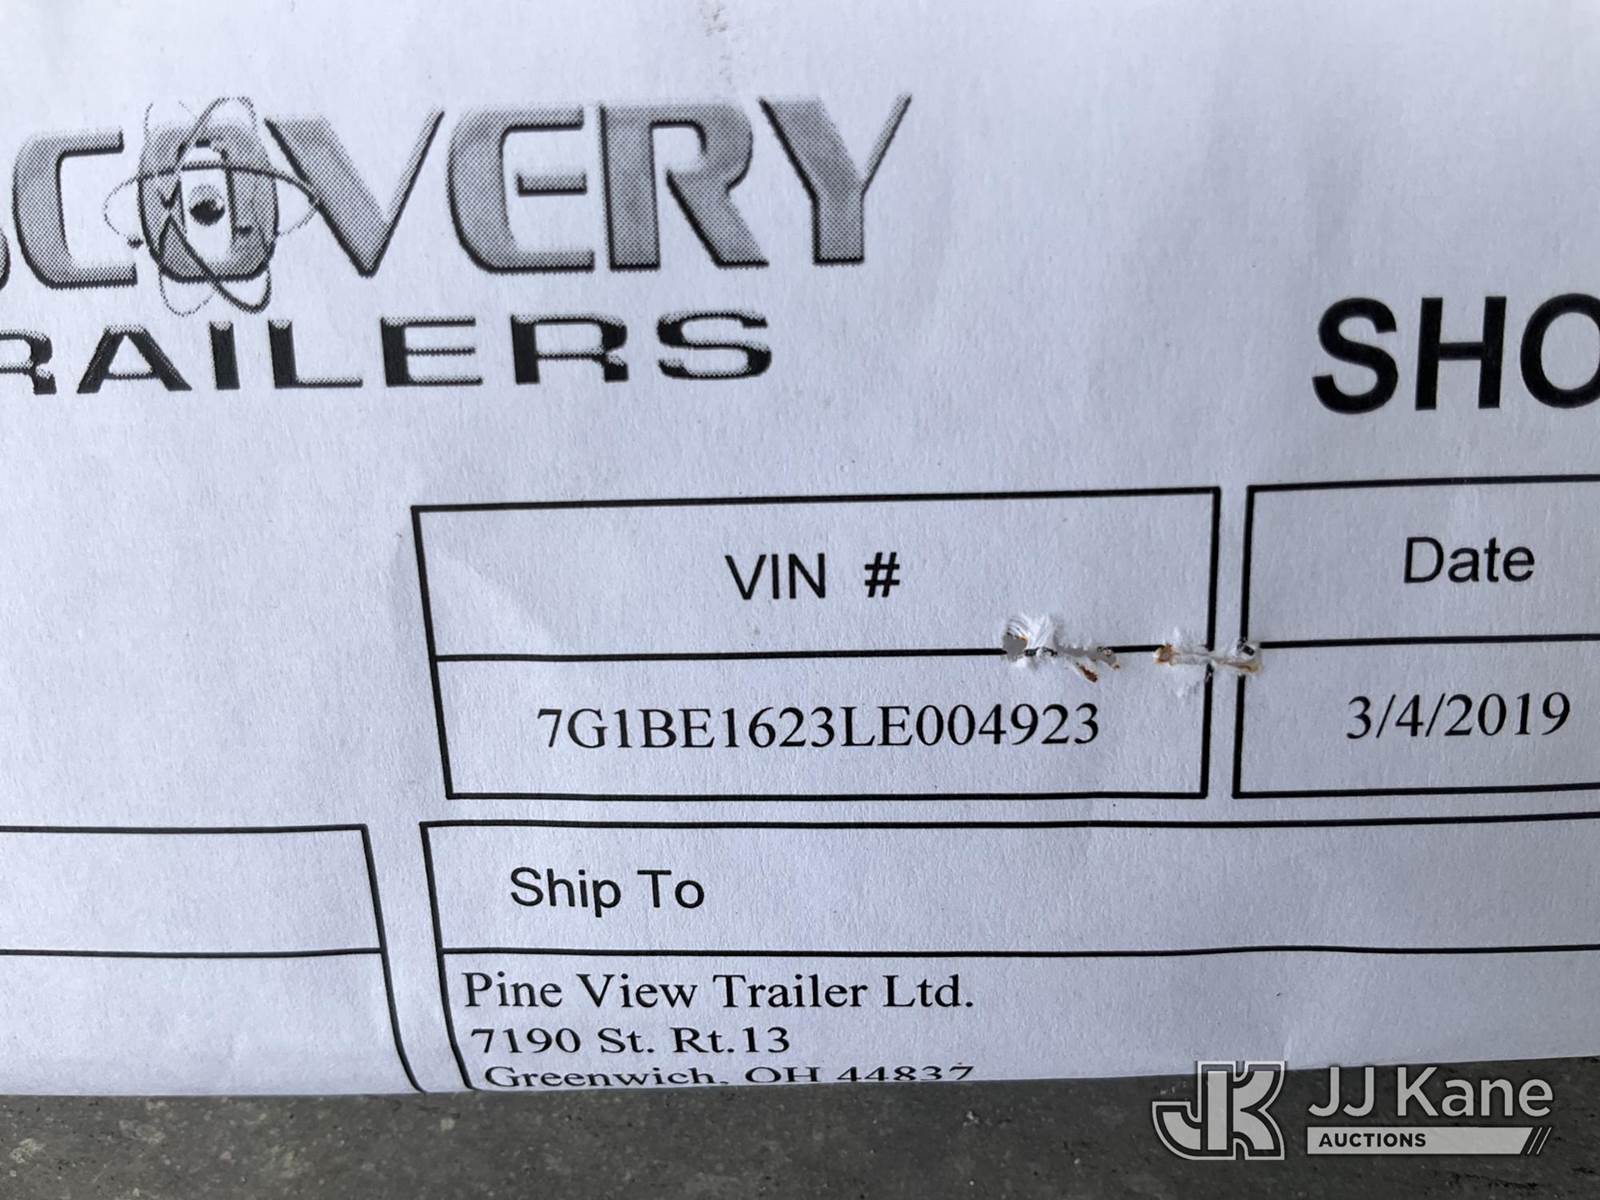 SCOVERY
RAILERS
SHO
VIN #
Date
7G1BE1623LE004923
3/4/2019
Ship To
Pine View Trailer Ltd.
7190 St. Rt.13
Greenwich, OH 44837
JJ Kane
AUCTIONS